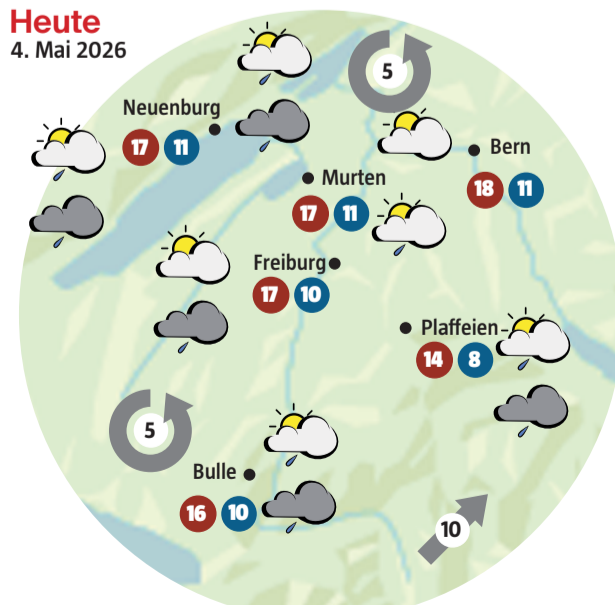 Heute
4. Mai 2026
5
Neuenburg
17 11
Bern
18 11
Murten
17 11
Freiburg
17 10
Plaffeien
14 8
5
Bulle
16 10
10